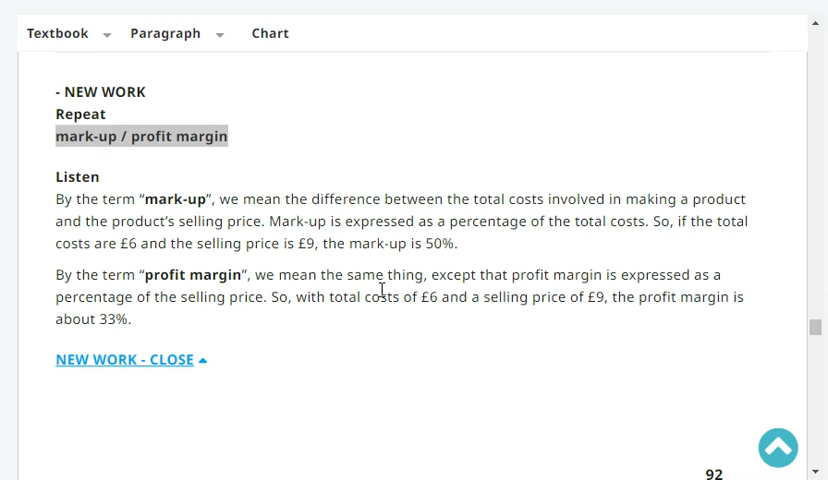 Textbook Paragraph Chart
- NEW WORK
Repeat
mark-up / profit margin
Listen
By the term “mark-up”, we mean the difference between the total costs involved in making a product
and the product’s selling price. Mark-up is expressed as a percentage of the total costs. So, if the total
costs are £6 and the selling price is £9, the mark-up is 50%.
By the term “profit margin”, we mean the same thing, except that profit margin is expressed as a
percentage of the selling price. So, with total costs of £6 and a selling price of £9, the profit margin is
about 33%.
NEW WORK - CLOSE
92